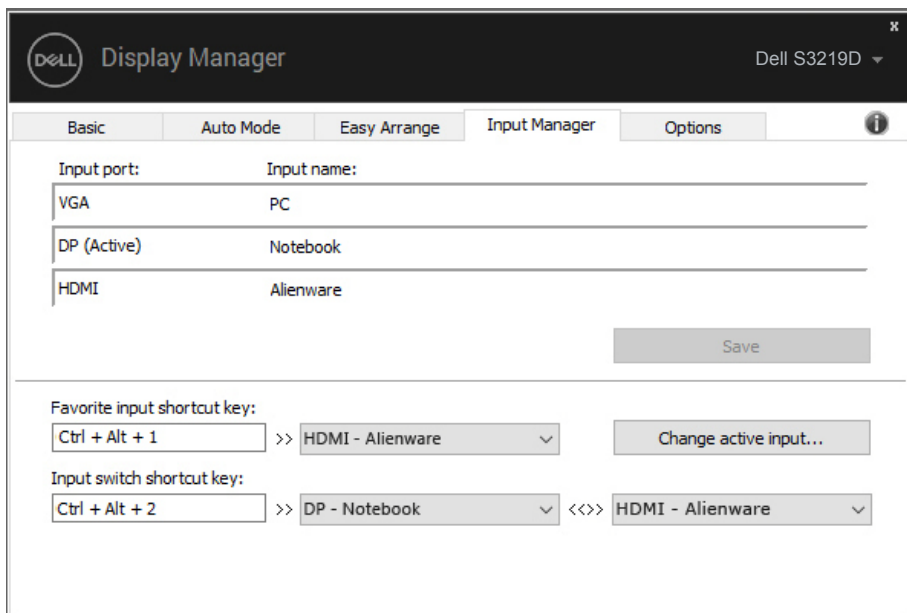 x
DELL Display Manager Dell S3219D
Basic Auto Mode Easy Arrange Input Manager Options i
Input port: Input name:
VGA PC
DP (Active) Notebook
HDMI Alienware
Save
Favorite input shortcut key:
Ctrl + Alt + 1 >> HDMI - Alienware Change active input...
Input switch shortcut key:
Ctrl + Alt + 2 >> DP - Notebook <<>> HDMI - Alienware